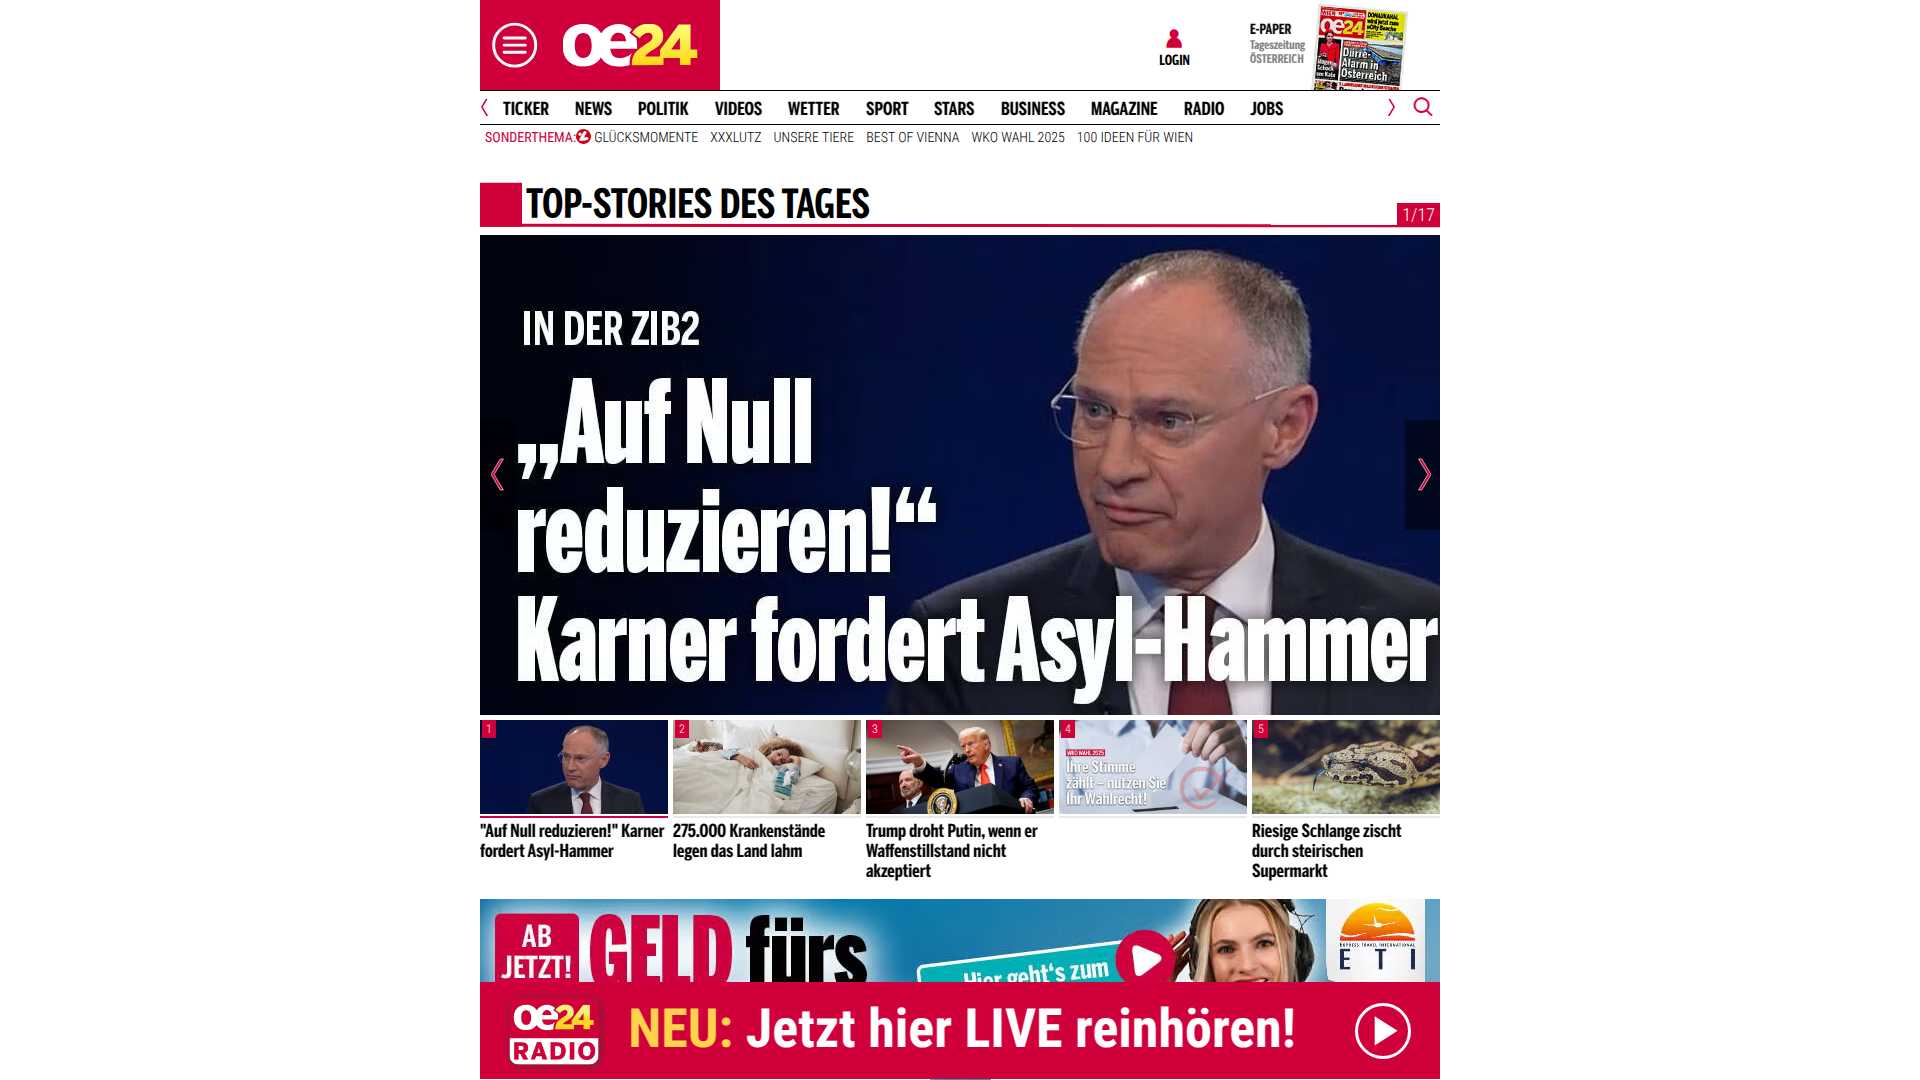 oe24
LOGIN
E-PAPER
Tageszeitung
ÖSTERREICH
oe24
Dürre-
Alarm in
Österreich
TICKER NEWS POLITIK VIDEOS WETTER SPORT STARS BUSINESS MAGAZINE RADIO JOBS
SONDERTHEMA: GLÜCKSMOMENTE XXXLUTZ UNSERE TIERE BEST OF VIENNA WKO WAHL 2025 100 IDEEN FÜR WIEN
TOP-STORIES DES TAGES
1/17
IN DER ZIB2
„Auf Null
reduzieren!“
Karner fordert Asyl-Hammer
1
2
3
4
5
WKO WAHL 2025
Ihre Stimme
zählt – nutzen Sie
Ihr Wahlrecht!
"Auf Null reduzieren!" Karner
fordert Asyl-Hammer
275.000 Krankenstände
legen das Land lahm
Trump droht Putin, wenn er
Waffenstillstand nicht
akzeptiert
Riesige Schlange zischt
durch steirischen
Supermarkt
AB
JETZT!
GELD fürs
Hier geht‘s zum
EXPRESS TRAVEL INTERNATIONAL
ETI
oe24
RADIO
NEU: Jetzt hier LIVE reinhören!